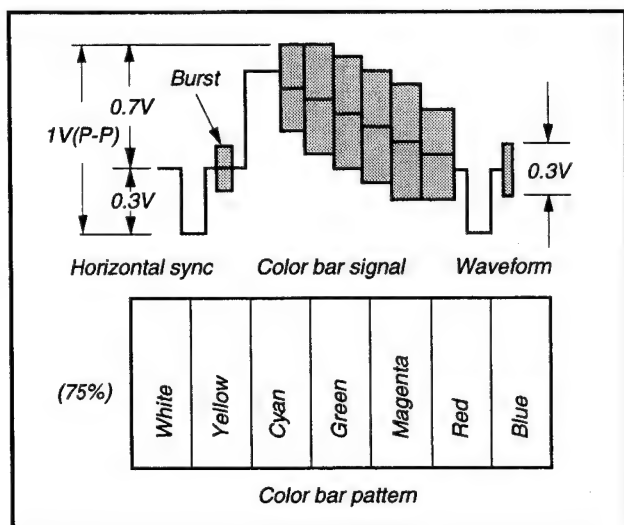 Burst
0.7V
1V(P-P)
0.3V
0.3V
Horizontal sync
Color bar signal
Waveform
(75%)
White
Yellow
Cyan
Green
Magenta
Red
Blue
Color bar pattern